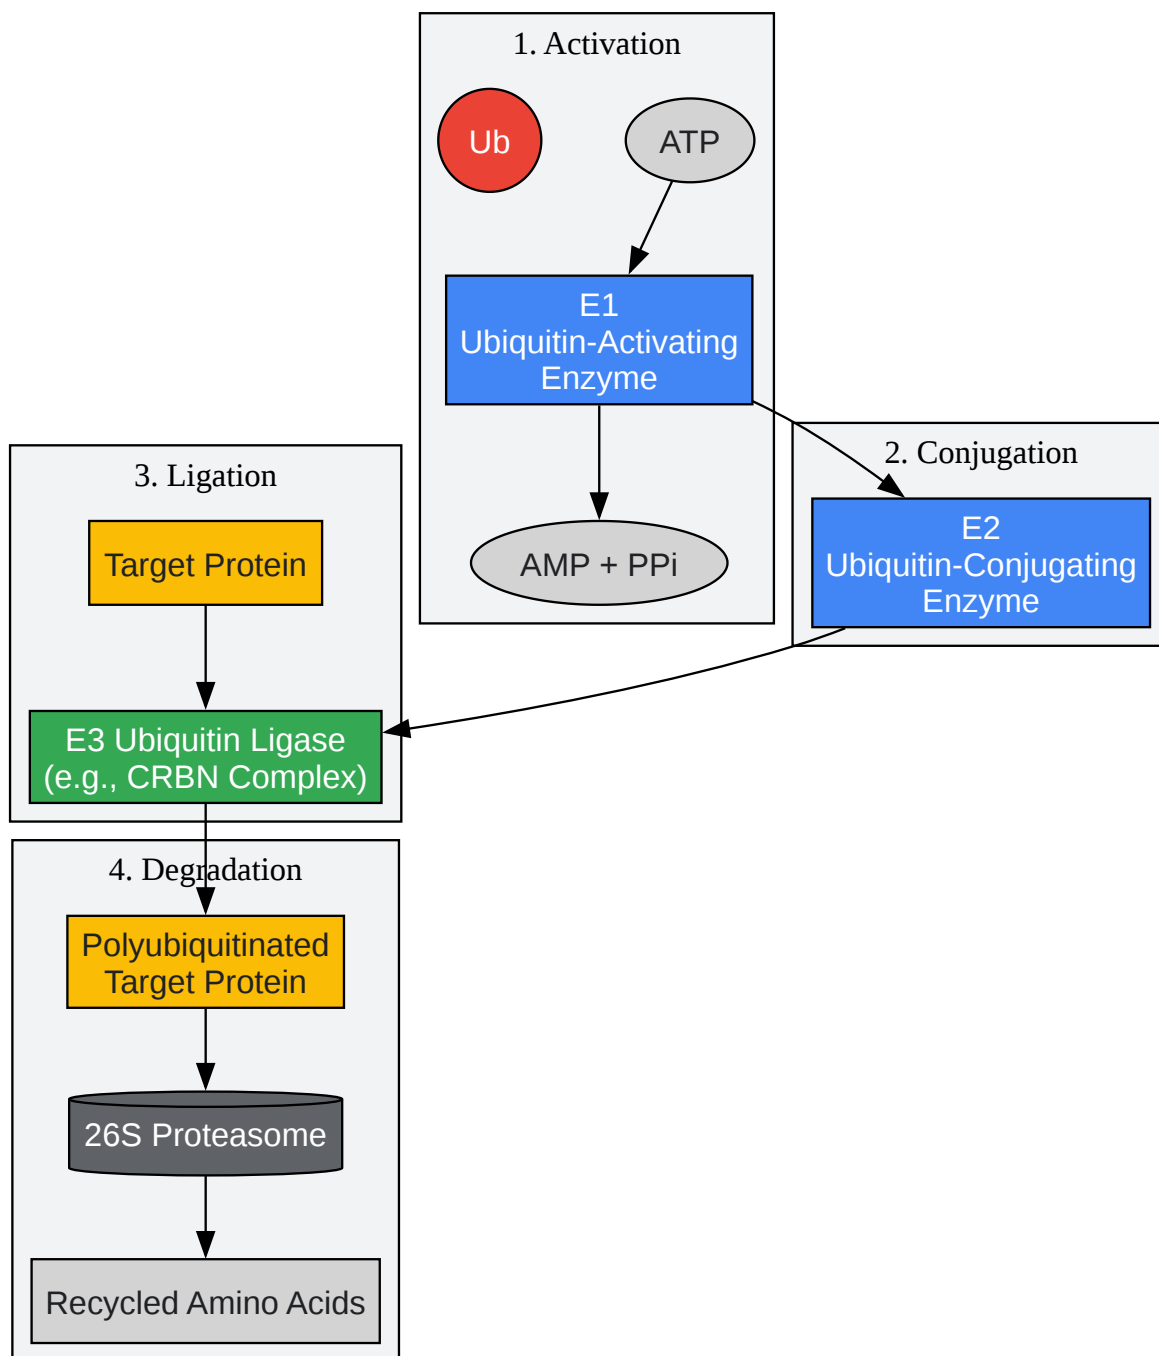 1. Activation
Ub
ATP
E1
Ubiquitin-Activating
Enzyme
AMP + PPi
2. Conjugation
E2
Ubiquitin-Conjugating
Enzyme
3. Ligation
Target Protein
E3 Ubiquitin Ligase
(e.g., CRBN Complex)
4. Degradation
Polyubiquitinated
Target Protein
26S Proteasome
Recycled Amino Acids